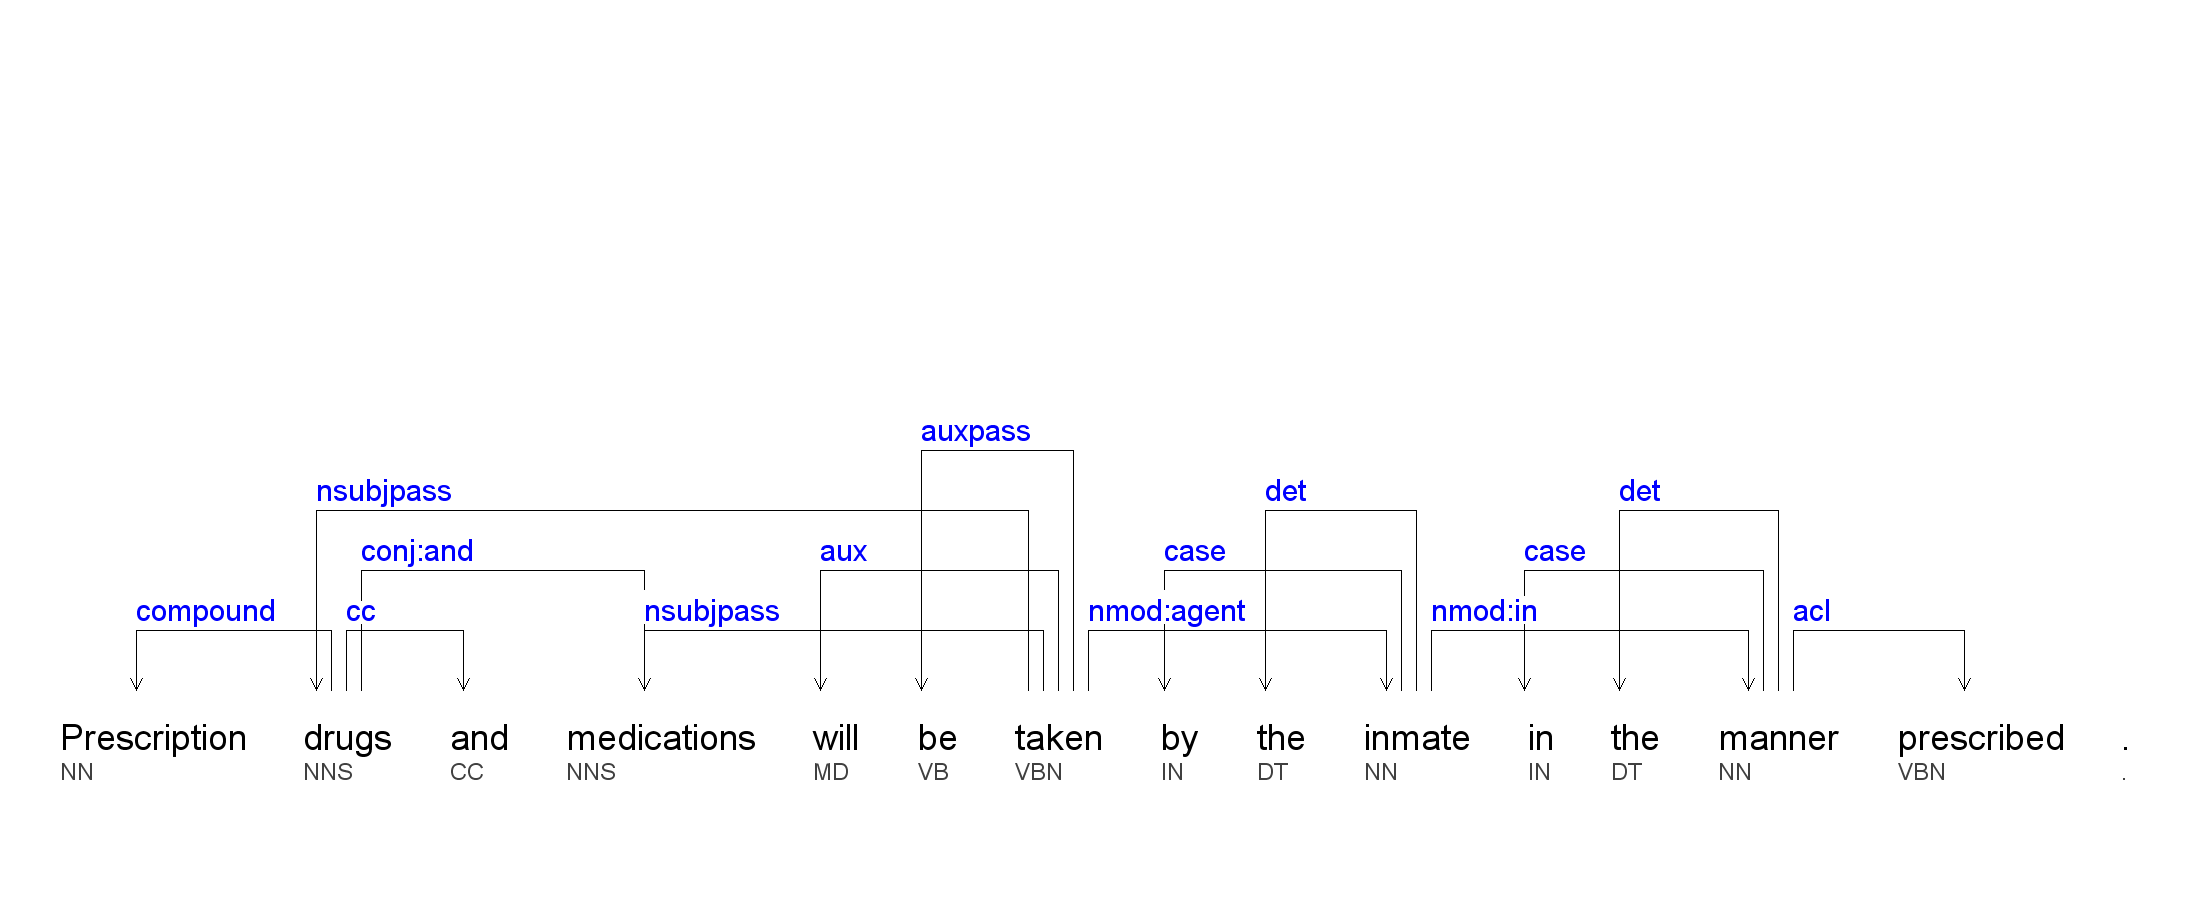 auxpass
nsubjpass det det
conj:and aux case case
compound cc nsubjpass nmod:agent nmod:in acl
Prescription drugs and medications will be taken by the inmate in the manner prescribed .
NN NNS CC NNS MD VB VBN IN DT NN IN DT NN VBN .